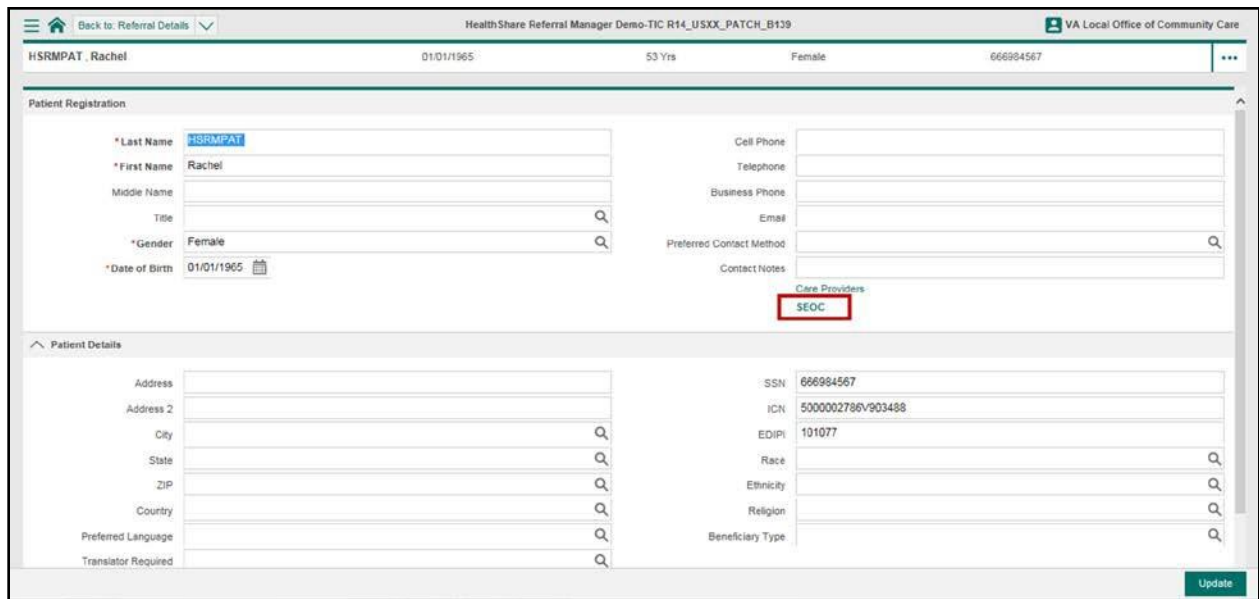 Back to: Referral Details HealthShare Referral Manager Demo-TIC R14_USXX_PATCH_B139 VA Local Office of Community Care
HSRMPAT , Rachel 01/01/1965 53 Yrs Female 666984567
Patient Registration
*Last Name HSRMPAT Cell Phone
*First Name Rachel Telephone
Middle Name Business Phone
Title Email
*Gender Female Preferred Contact Method
*Date of Birth 01/01/1965 Contact Notes
Care Providers
SEOC
Patient Details
Address SSN 666984567
Address 2 ICN 5000002786V903488
City EDIPI 101077
State Race
ZIP Ethnicity
Country Religion
Preferred Language Beneficiary Type
Translator Required
Update